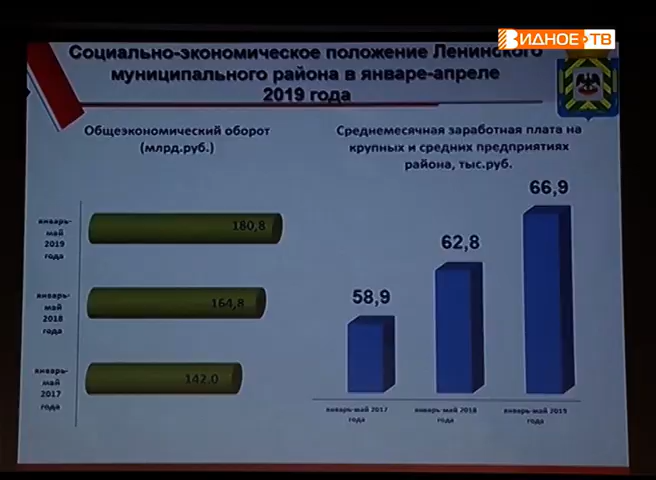 ВИДНОЕ-ТВ
Социально-экономическое положение Ленинского
муниципального района в январе-апреле
2019 года
Общеэкономический оборот
(млрд.руб.)
Среднемесячная заработная плата на
крупных и средних предприятиях
района, тыс.руб.
январь-
май
2019
года
180,8
январь-
май
2018
года
164,8
январь-
май
2017
года
142,0
58,9
62,8
66,9
январь-май 2017
года
январь-май 2018
года
январь-май 2019
года